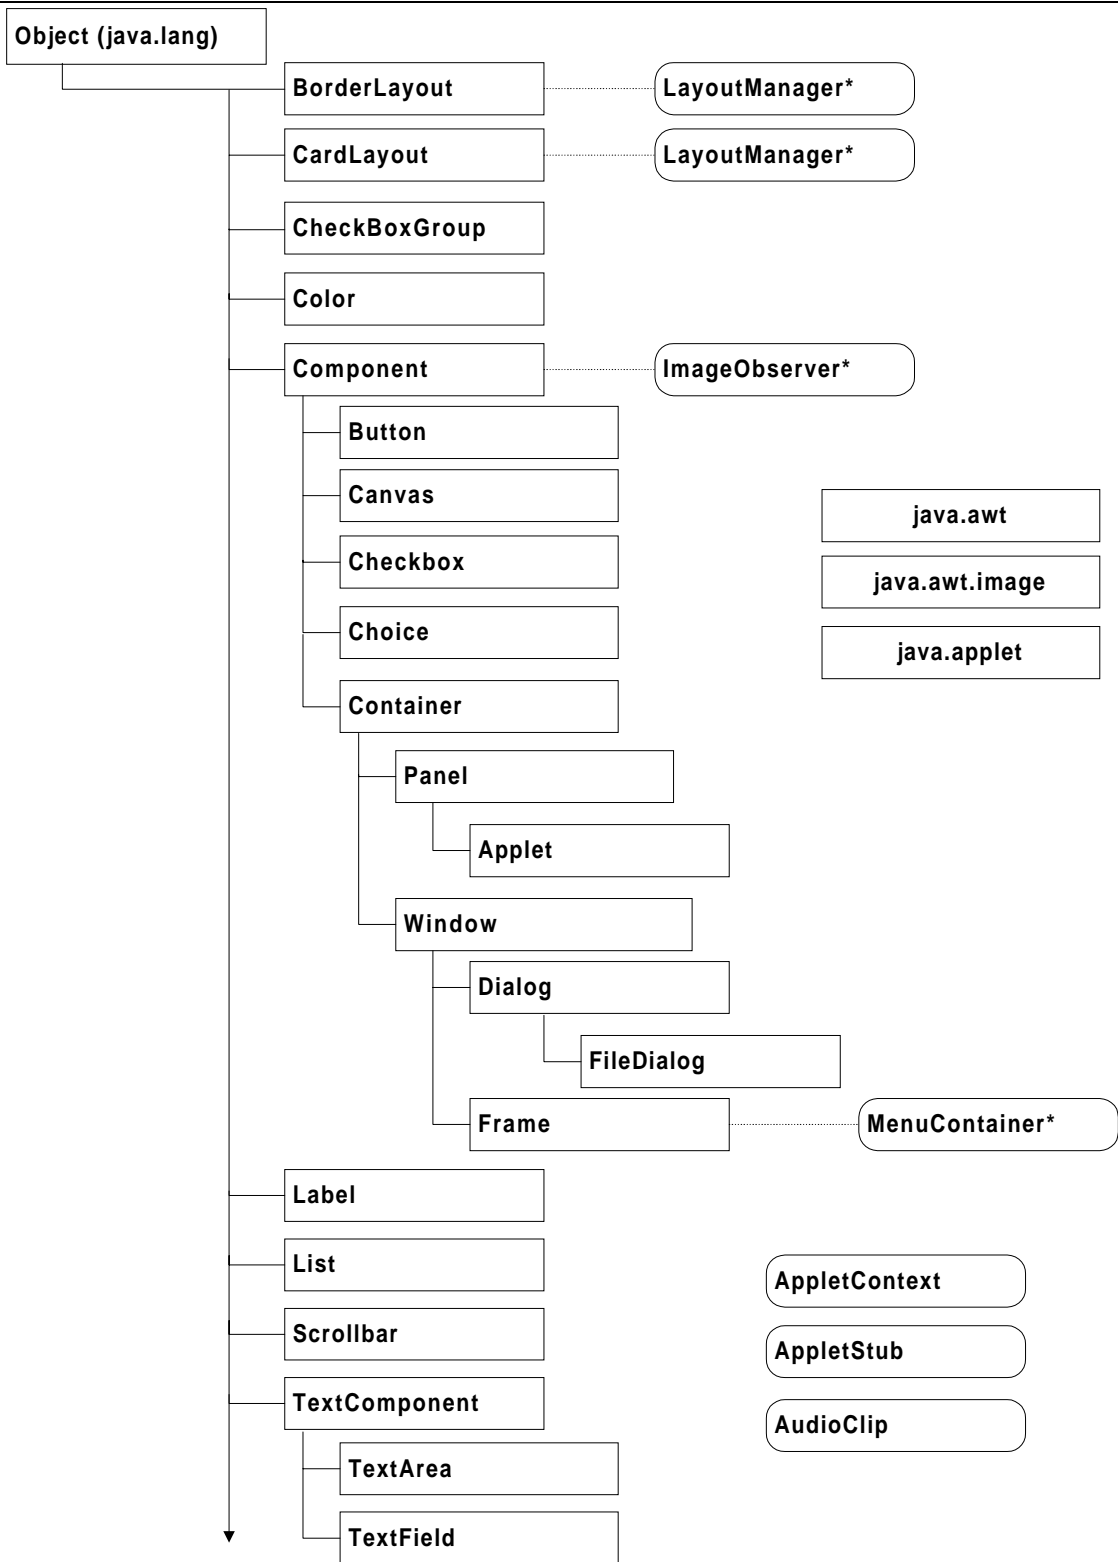 Object (java.lang)
BorderLayout
LayoutManager*
CardLayout
LayoutManager*
CheckBoxGroup
Color
Component
ImageObserver*
Button
Canvas
java.awt
Checkbox
java.awt.image
Choice
java.applet
Container
Panel
Applet
Window
Dialog
FileDialog
Frame
MenuContainer*
Label
List
AppletContext
Scrollbar
AppletStub
TextComponent
AudioClip
TextArea
TextField